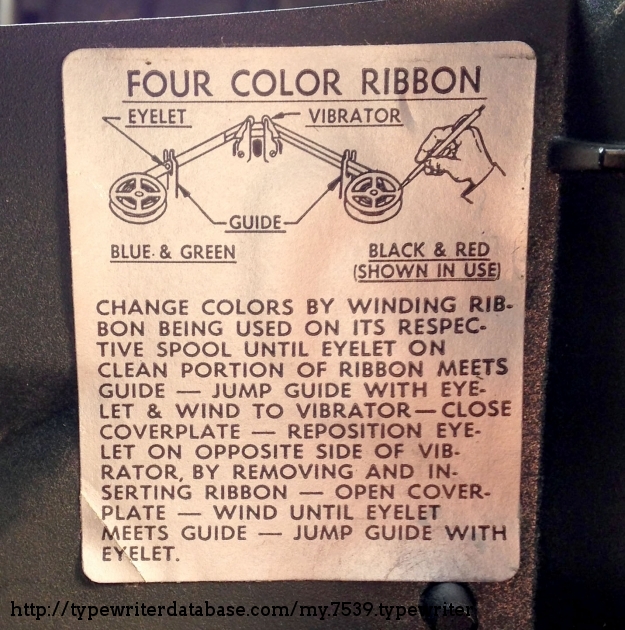 FOUR COLOR RIBBON
EYELET
VIBRATOR
GUIDE
BLUE & GREEN
BLACK & RED
(SHOWN IN USE)
CHANGE COLORS BY WINDING RIB-
BON BEING USED ON ITS RESPEC-
TIVE SPOOL UNTIL EYELET ON
CLEAN PORTION OF RIBBON MEETS
GUIDE — JUMP GUIDE WITH EYE-
LET & WIND TO VIBRATOR — CLOSE
COVERPLATE — REPOSITION EYE-
LET ON OPPOSITE SIDE OF VIB-
RATOR, BY REMOVING AND IN-
SERTING RIBBON — OPEN COVER-
PLATE — WIND UNTIL EYELET
MEETS GUIDE — JUMP GUIDE WITH
EYELET.
http://typewriterdatabase.com/my.7539.typewriter